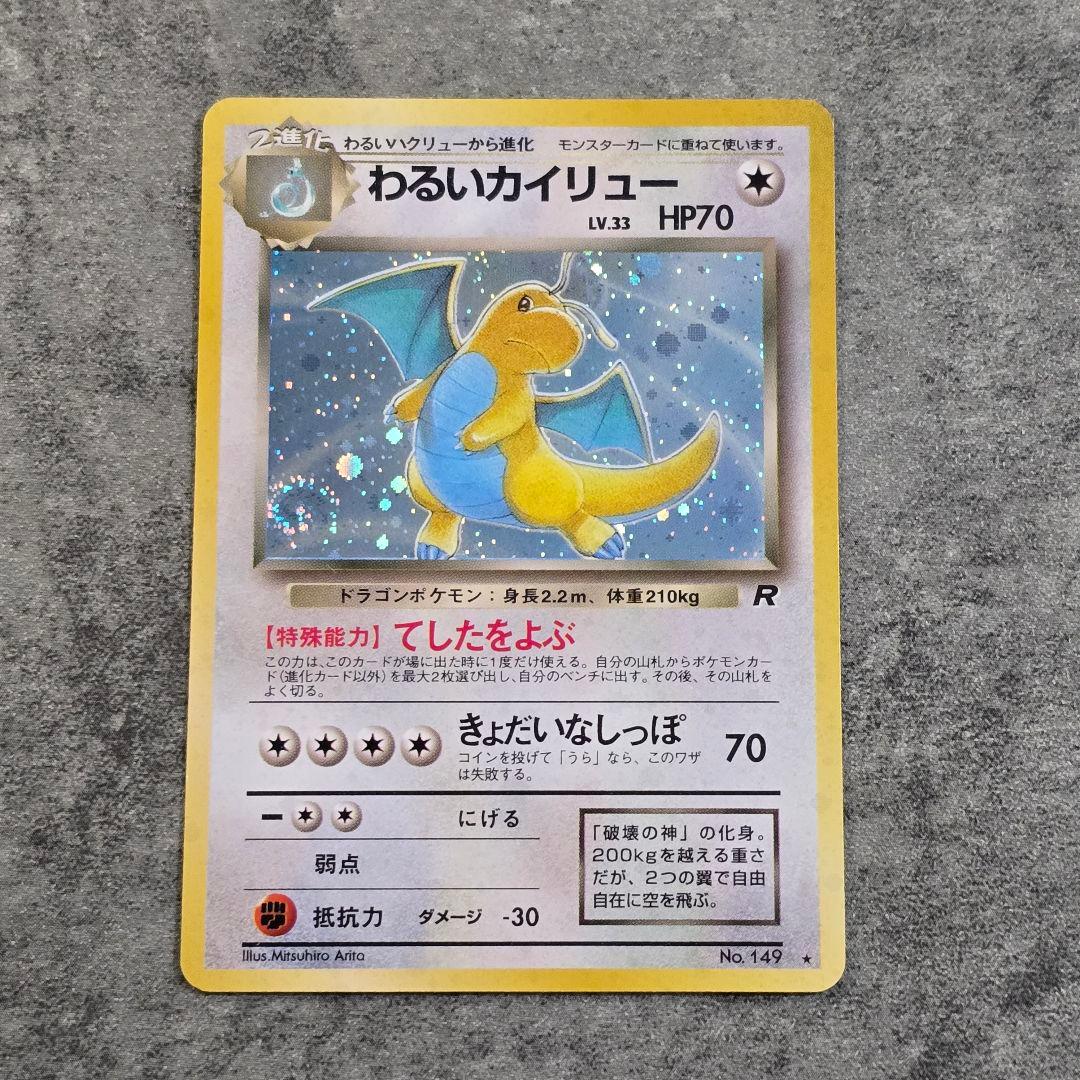 2進化 わるいハクリューから進化 モンスターカードに重ねて使います。
わるいカイリュー
LV.33 HP70
ドラゴンポケモン：身長2.2m、体重210kg R
【特殊能力】てしたをよぶ
この力は、このカードが場に出た時に1度だけ使える。自分の山札からポケモンカー
ド(進化カード以外)を最大2枚選び出し、自分のベンチに出す。その後、その山札を
よく切る。
きょだいなしっぽ 70
コインを投げて「うら」なら、このワザ
は失敗する。
ー にげる
弱点
抵抗力 ダメージ -30
「破壊の神」の化身。
200kgを越える重さ
だが、2つの翼で自由
自在に空を飛ぶ。
Illus.Mitsuhiro Arita No. 149 ★